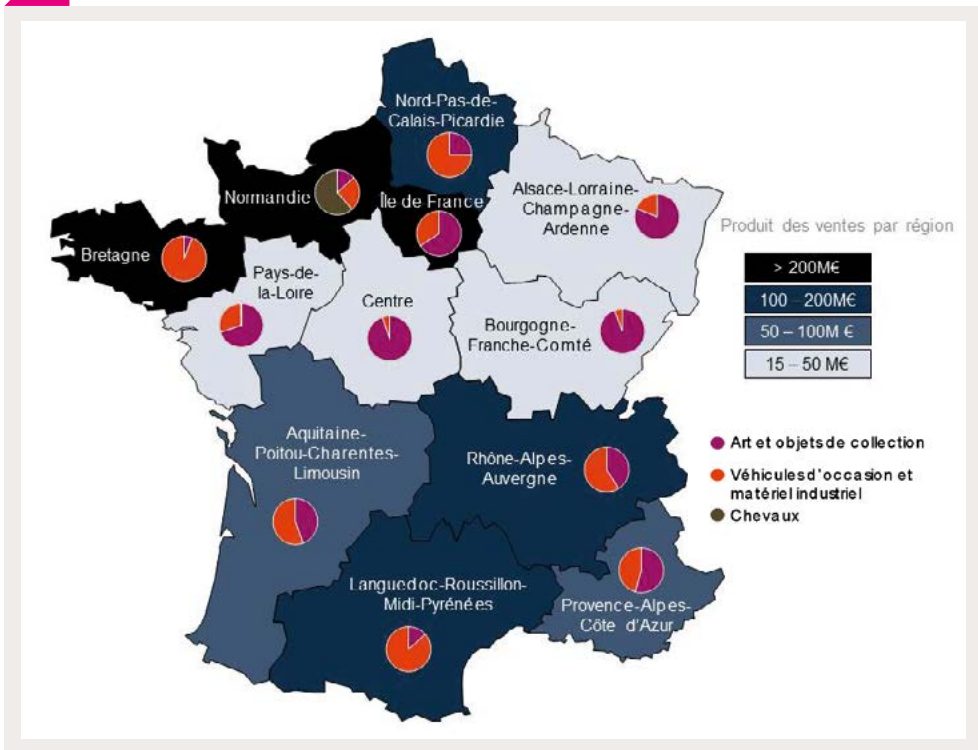 Nord-Pas-de-
Calais-Picardie
Normandie
Île de France
Alsace-Lorraine-
Champagne-
Ardenne
Bretagne
Pays-de-
la-Loire
Centre
Bourgogne-
Franche-Comté
Aquitaine-
Poitou-Charentes-
Limousin
Rhône-Alpes-
Auvergne
Languedoc-Roussillon-
Midi-Pyrénées
Provence-Alpes-
Côte d'Azur
Produit des ventes par région
> 200M€
100 – 200M€
50 – 100M €
15 – 50 M€
Art et objets de collection
Véhicules d'occasion et
matériel industriel
Chevaux